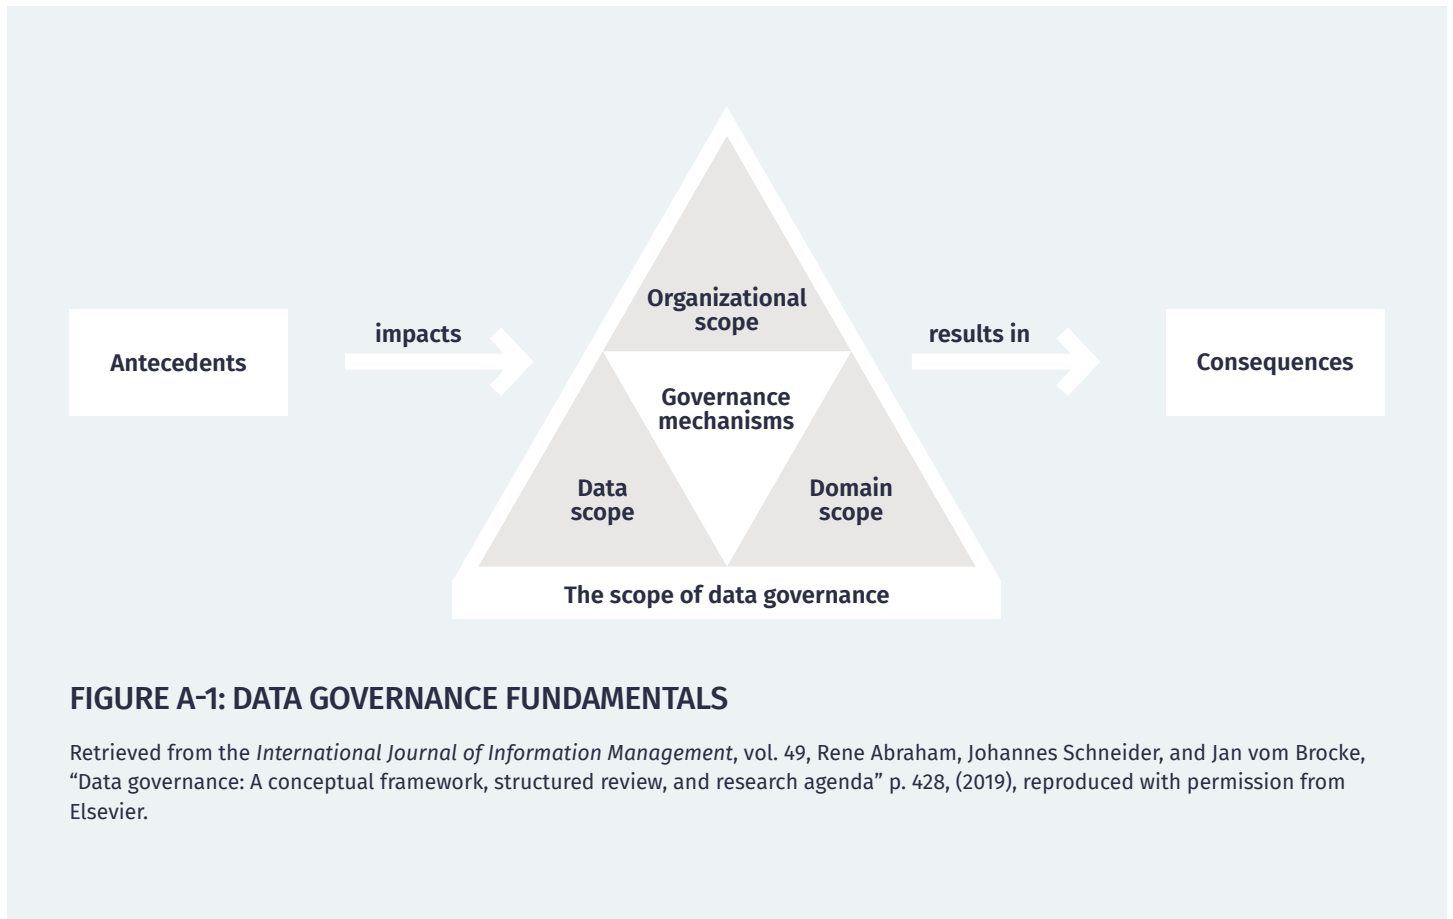 Organizational
scope
Antecedents
impacts
results in
Consequences
Governance
mechanisms
Data
scope
Domain
scope
The scope of data governance
FIGURE A-1: DATA GOVERNANCE FUNDAMENTALS
Retrieved from the International Journal of Information Management, vol. 49, Rene Abraham, Johannes Schneider, and Jan vom Brocke,
“Data governance: A conceptual framework, structured review, and research agenda” p. 428, (2019), reproduced with permission from
Elsevier.